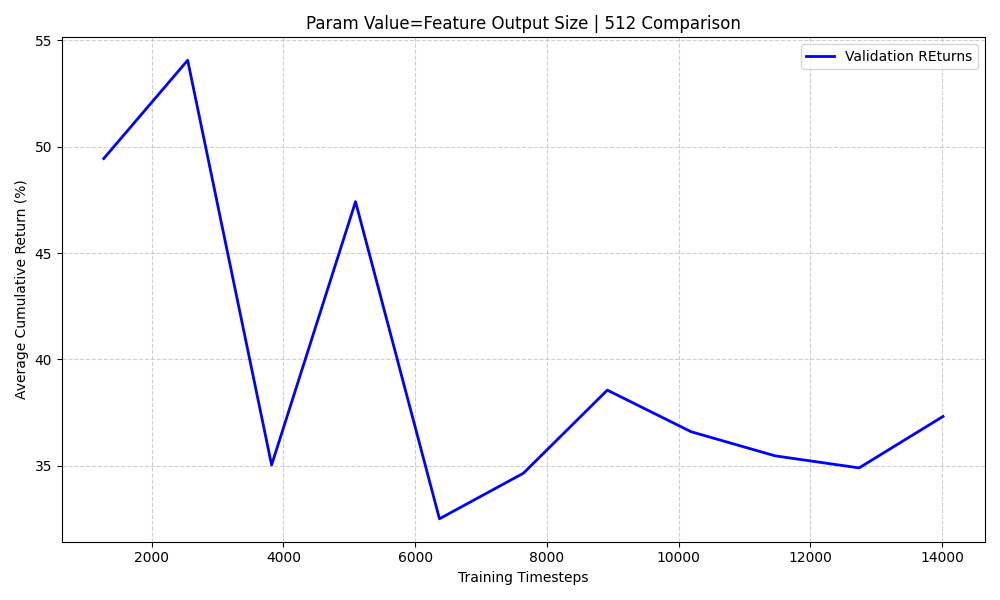 Param Value=Feature Output Size | 512 Comparison
Validation REturns
Average Cumulative Return (%)
55
50
45
40
35
2000 4000 6000 8000 10000 12000 14000
Training Timesteps